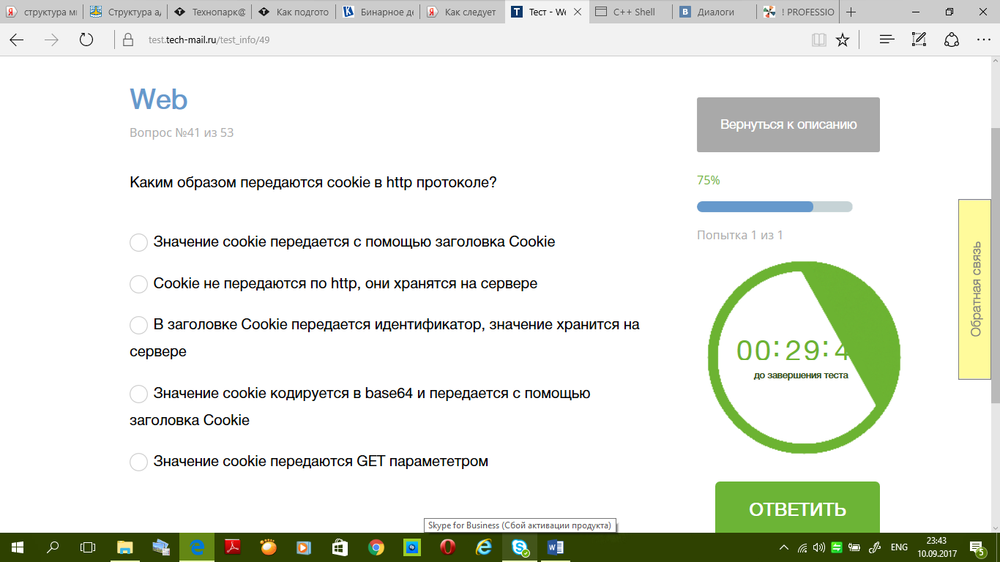 структура ми
Структура ад
Технопарк@
Как подгото
Бинарное де
Как следует
Тест - We
C++ Shell
Диалоги
! PROFESSIO
test.tech-mail.ru/test_info/49
Web
Вопрос №41 из 53
Каким образом передаются cookie в http протоколе?
Значение cookie передается с помощью заголовка Cookie
Cookie не передаются по http, они хранятся на сервере
В заголовке Cookie передается идентификатор, значение хранится на
сервере
Значение cookie кодируется в base64 и передается с помощью
заголовка Cookie
Значение cookie передаются GET парамететром
Вернуться к описанию
75%
Попытка 1 из 1
00:29:4
до завершения теста
ОТВЕТИТЬ
Обратная связь
Skype for Business (Сбой активации продукта)
ENG
23:43
10.09.2017
5